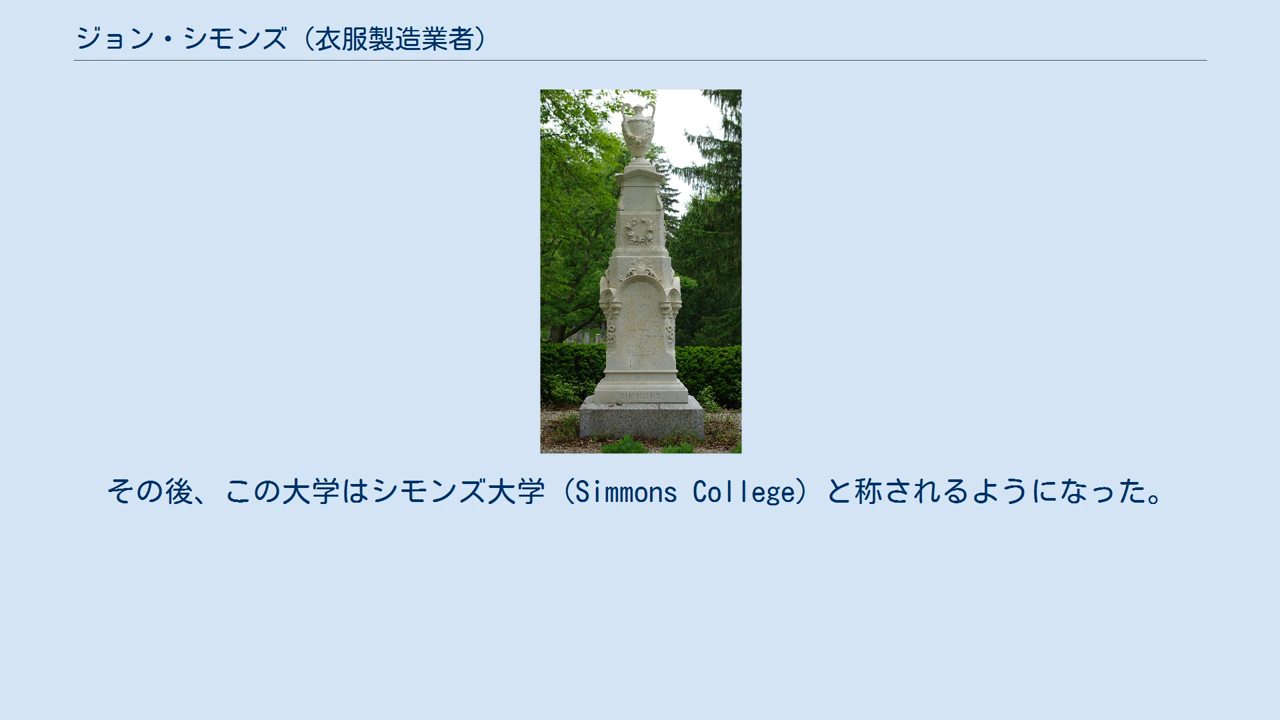 ジョン・シモンズ（衣服製造業者）
SIMMONS
その後、この大学はシモンズ大学（Simmons College）と称されるようになった。